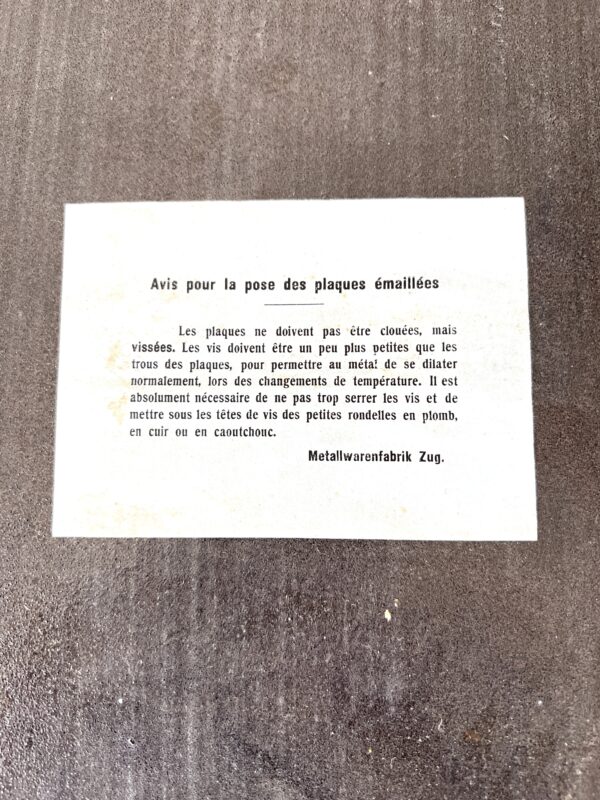 Avis pour la pose des plaques émaillées
Les plaques ne doivent pas être clouées, mais
vissées. Les vis doivent être un peu plus petites que les
trous des plaques, pour permettre au métal de se dilater
normalement, lors des changements de température. Il est
absolument nécessaire de ne pas trop serrer les vis et de
mettre sous les têtes de vis des petites rondelles en plomb,
en cuir ou en caoutchouc.
Metallwarenfabrik Zug.